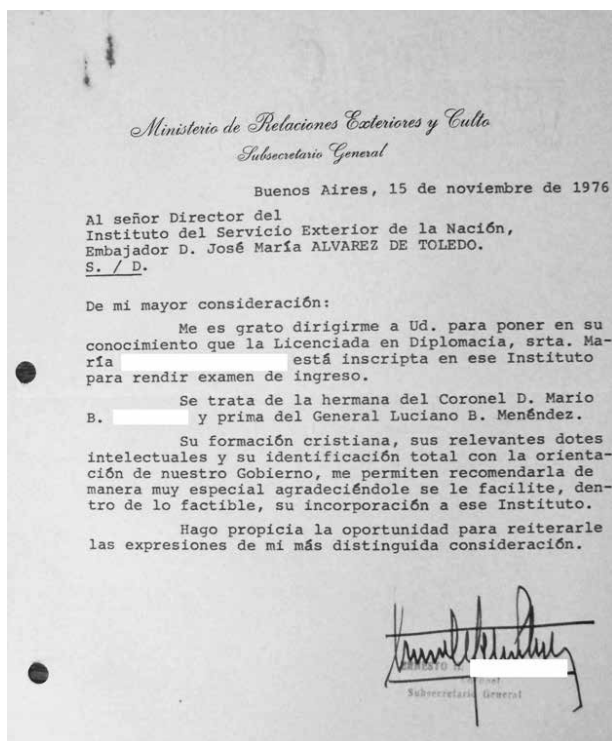 Ministerio de Relaciones Exteriores y Culto
Subsecretario General
Buenos Aires, 15 de noviembre de 1976
Al señor Director del
Instituto del Servicio Exterior de la Nación,
Embajador D. José María ALVAREZ DE TOLEDO.
S. / D.
De mi mayor consideración:
Me es grato dirigirme a Ud. para poner en su
conocimiento que la Licenciada en Diplomacia, srta. Ma-
ría está inscripta en ese Instituto
para rendir examen de ingreso.
Se trata de la hermana del Coronel D. Mario
B. y prima del General Luciano B. Menéndez.
Su formación cristiana, sus relevantes dotes
intelectuales y su identificación total con la orienta-
ción de nuestro Gobierno, me permiten recomendarla de
manera muy especial agradeciéndole se le facilite, den-
tro de lo factible, su incorporación a ese Instituto.
Hago propicia la oportunidad para reiterarle
las expresiones de mi más distinguida consideración.
ERNESTO
Coronel
Subsecretario General